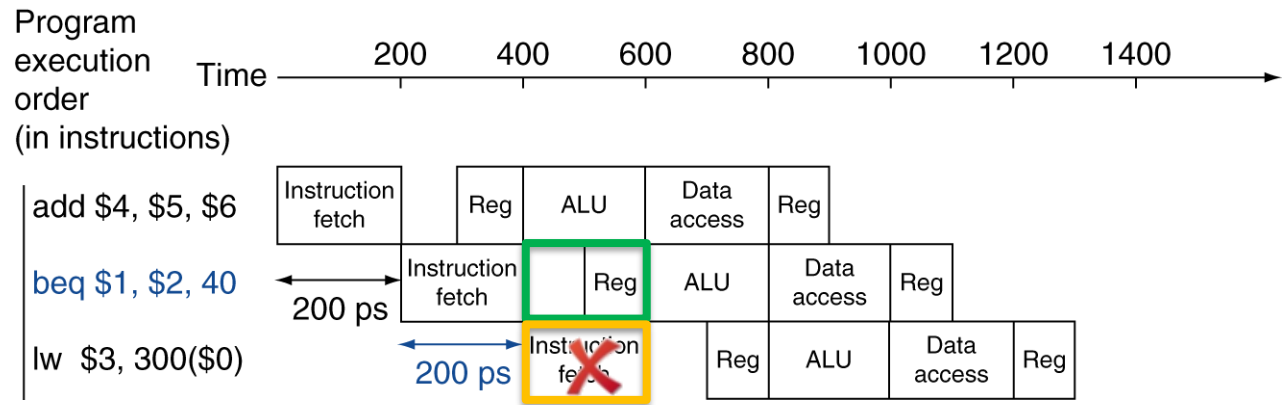 Program
execution
order
(in instructions)
Time
200 400 600 800 1000 1200 1400
add $4, $5, $6
Instruction
fetch
Reg
ALU
Data
access
Reg
beq $1, $2, 40
200 ps
Instruction
fetch
Reg
ALU
Data
access
Reg
lw $3, 300($0)
200 ps
Instruction
fetch
Reg
ALU
Data
access
Reg